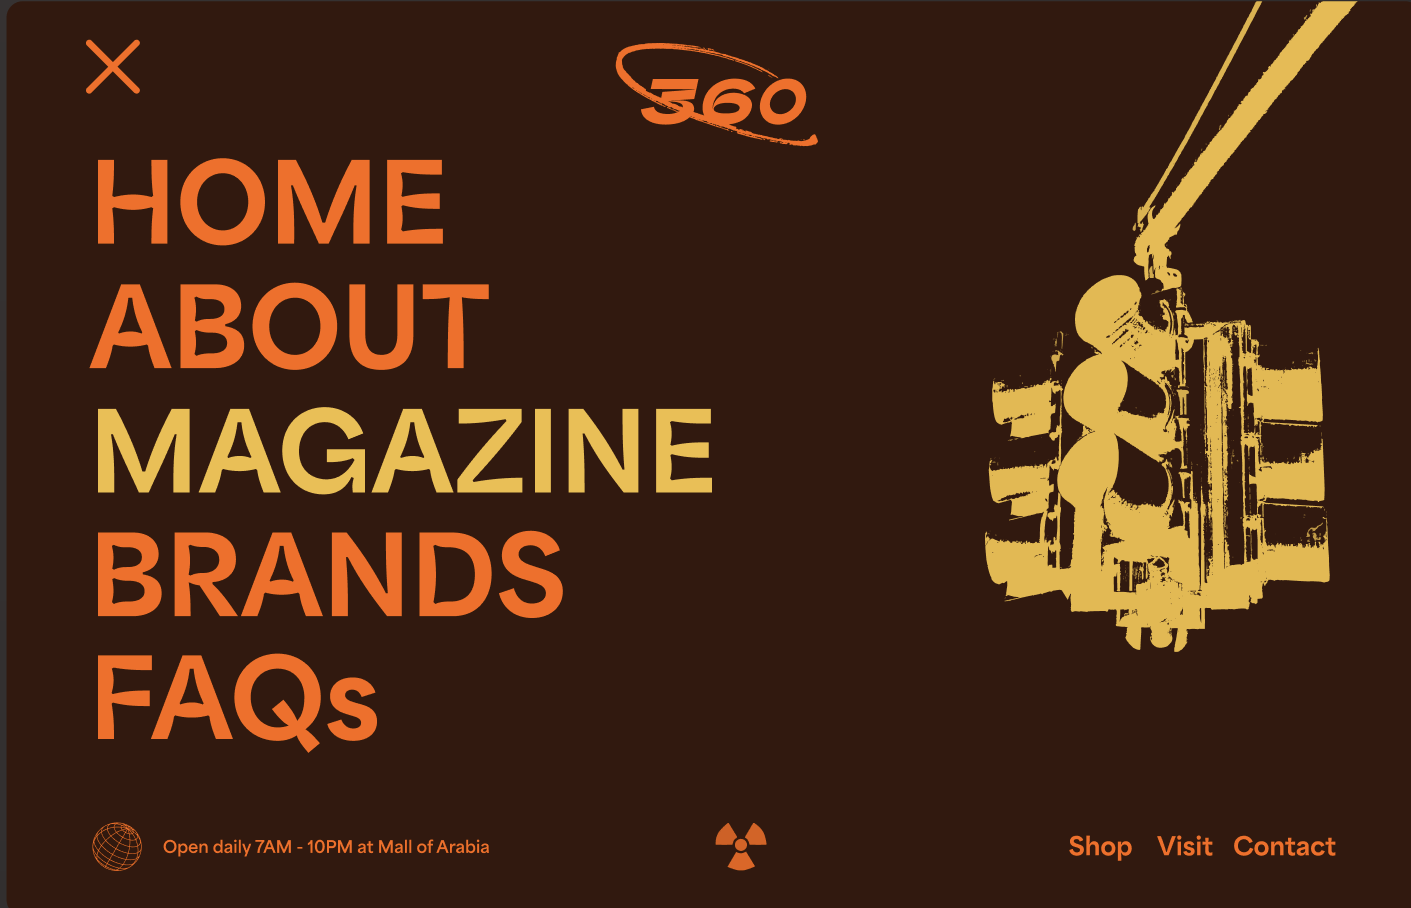 360
HOME
ABOUT
MAGAZINE
BRANDS
FAQs
Open daily 7AM - 10PM at Mall of Arabia
Shop Visit Contact